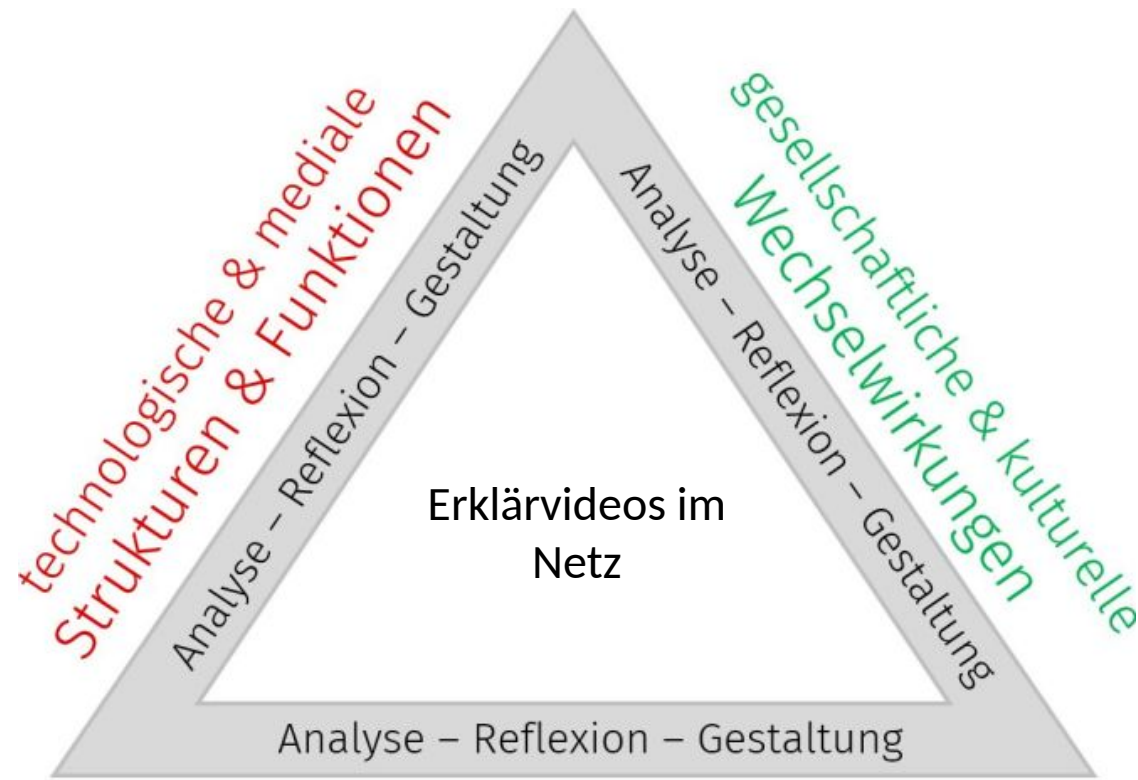 technologische & mediale
Strukturen & Funktionen
Analyse – Reflexion – Gestaltung
gesellschaftliche & kulturelle
Wechselwirkungen
Analyse – Reflexion – Gestaltung
Erklärvideos im
Netz
Analyse – Reflexion – Gestaltung